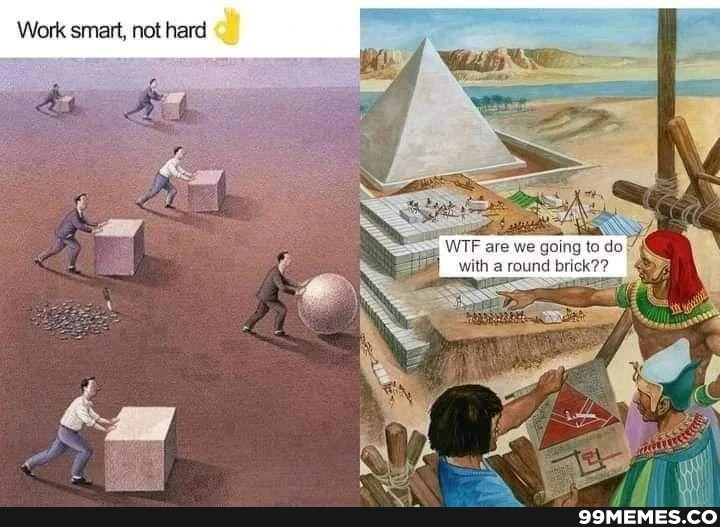 Work smart, not hard 👌
WTF are we going to do
with a round brick??
99MEMES.CO